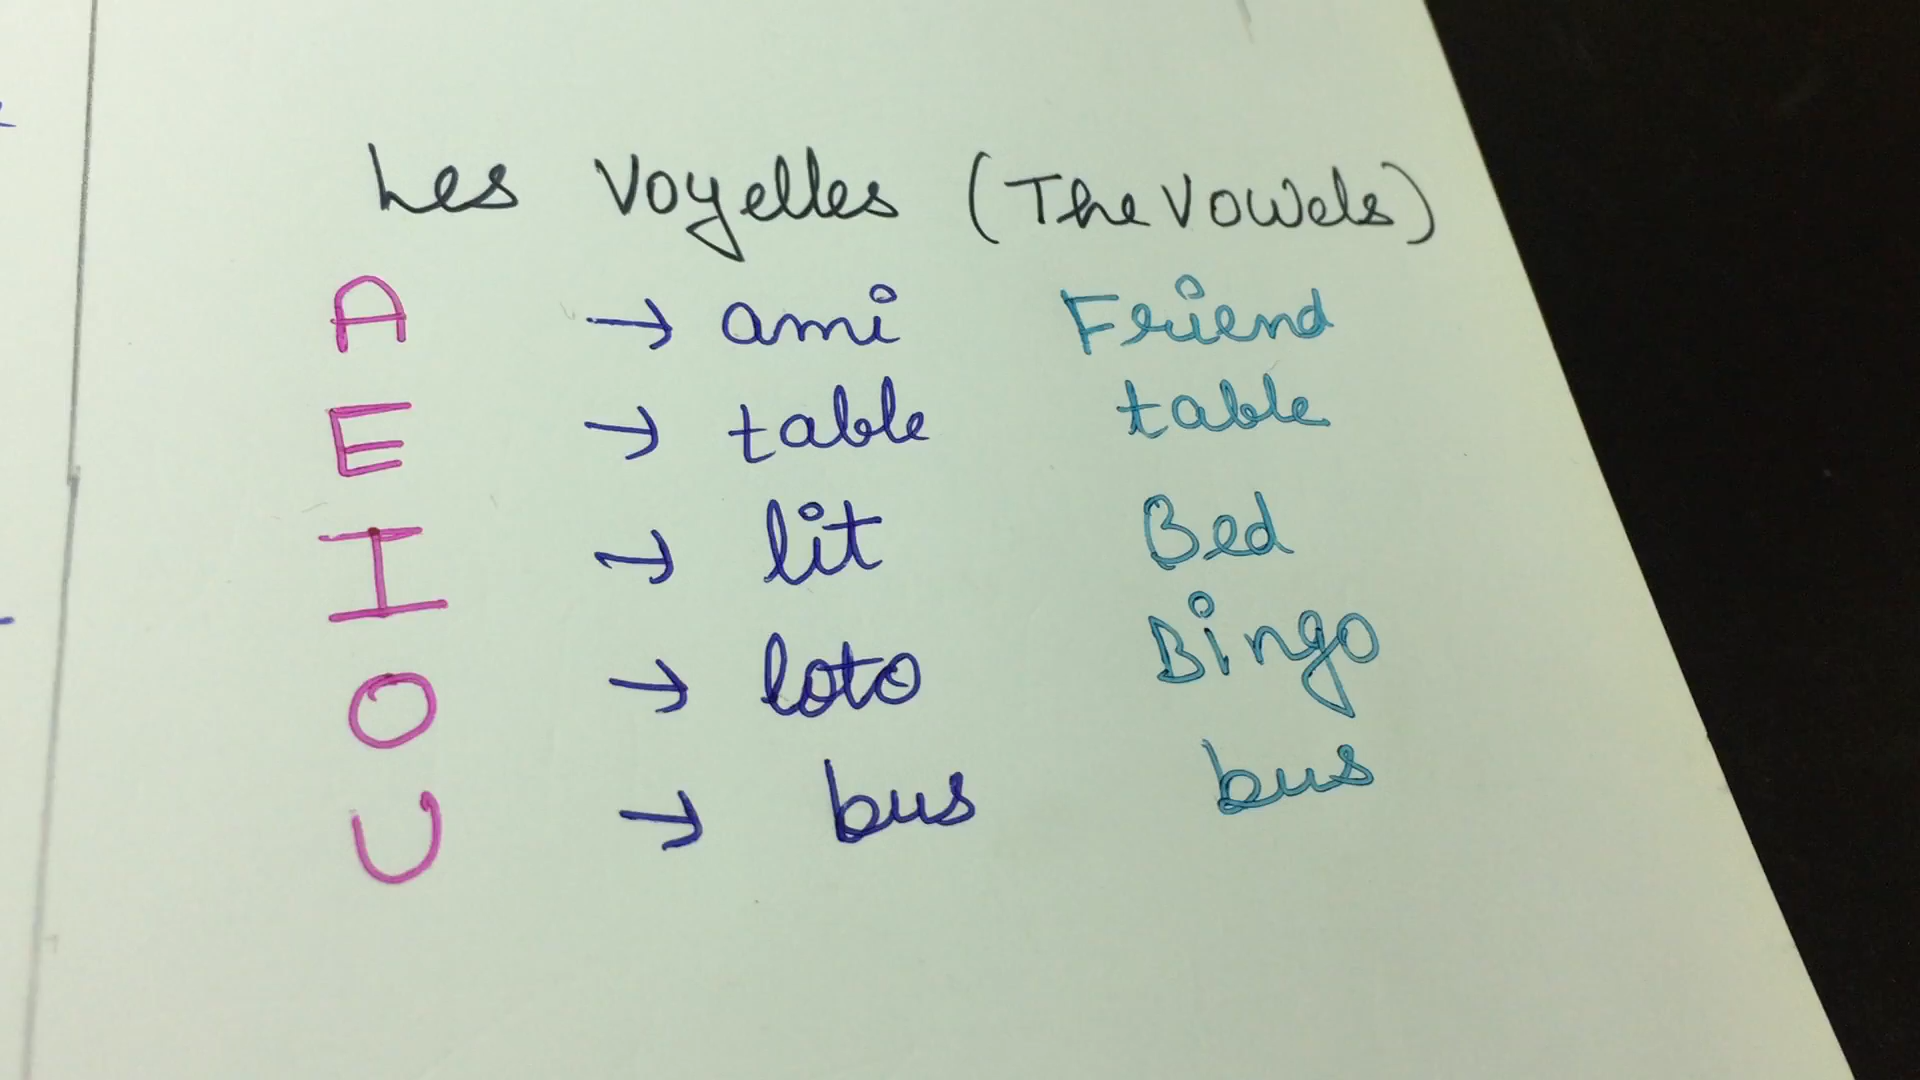 Les Voyelles (The Vowels)
A → ami Friend
E → table table
I → lit Bed
O → loto Bingo
U → bus bus